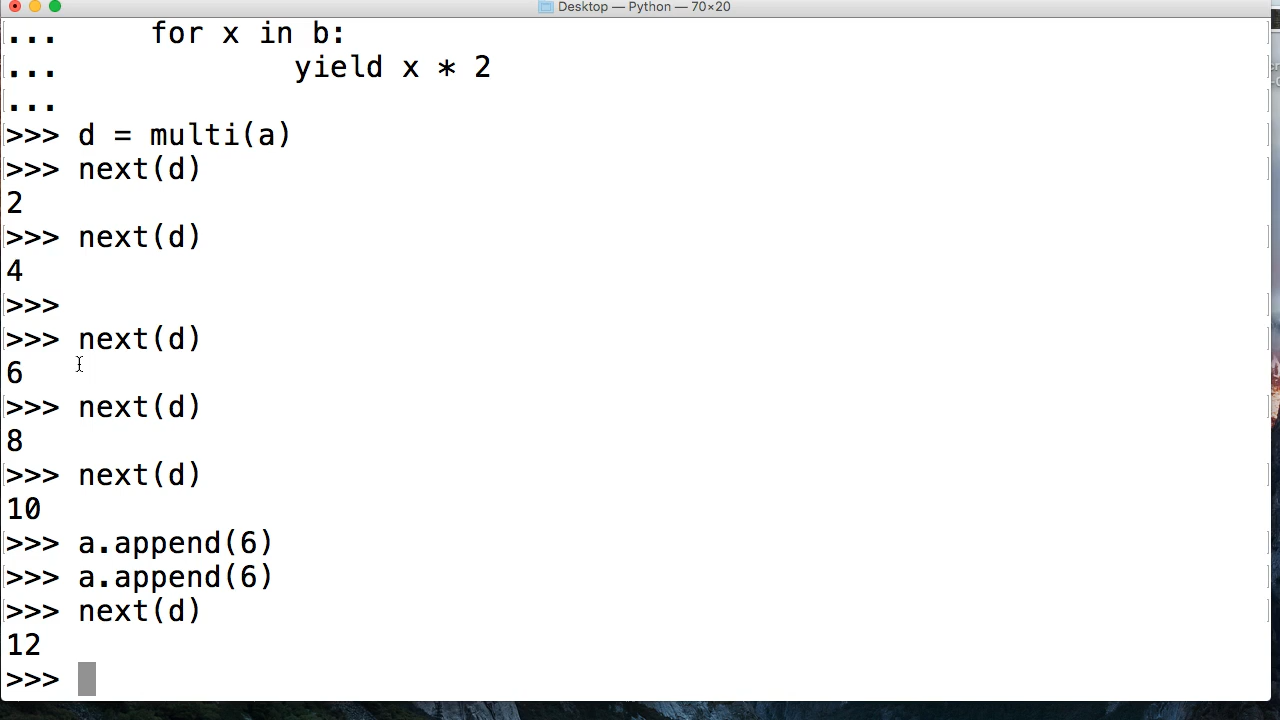 Desktop — Python — 70×20
... for x in b:
... yield x * 2
...
>>> d = multi(a)
>>> next(d)
2
>>> next(d)
4
>>>
>>> next(d)
6
>>> next(d)
8
>>> next(d)
10
>>> a.append(6)
>>> a.append(6)
>>> next(d)
12
>>>